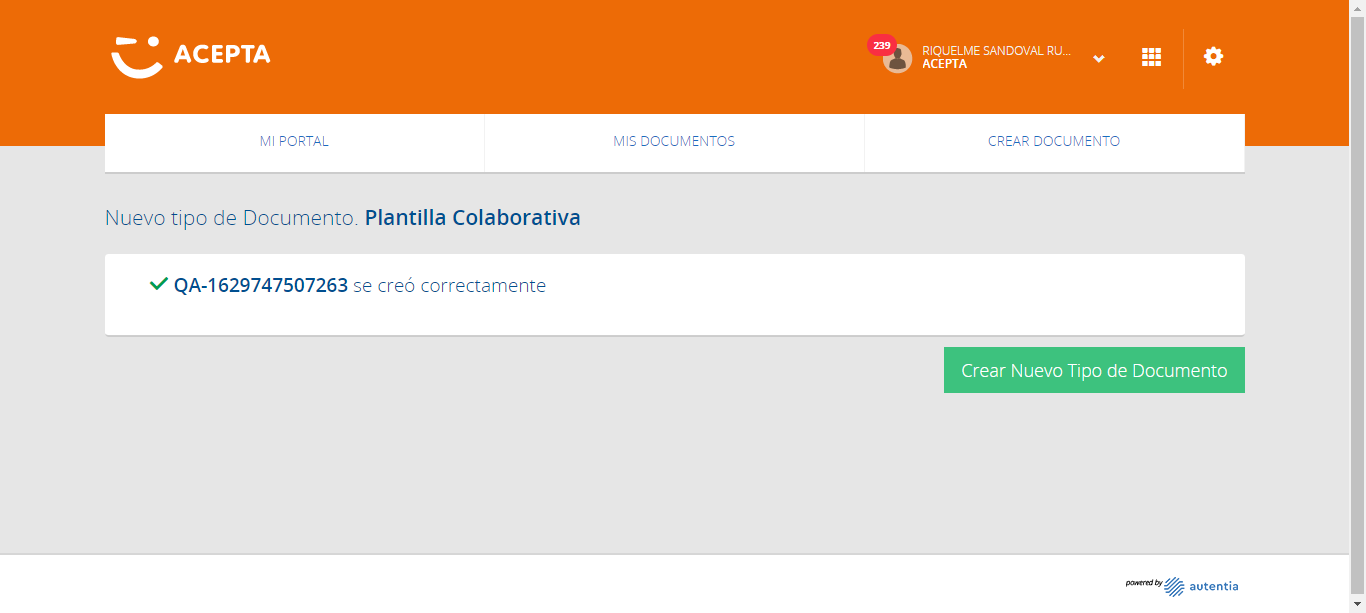 ACEPTA
239
RIQUELME SANDOVAL RU...
ACEPTA
MI PORTAL
MIS DOCUMENTOS
CREAR DOCUMENTO
Nuevo tipo de Documento. Plantilla Colaborativa
QA-1629747507263 se creó correctamente
Crear Nuevo Tipo de Documento
powered by autentia